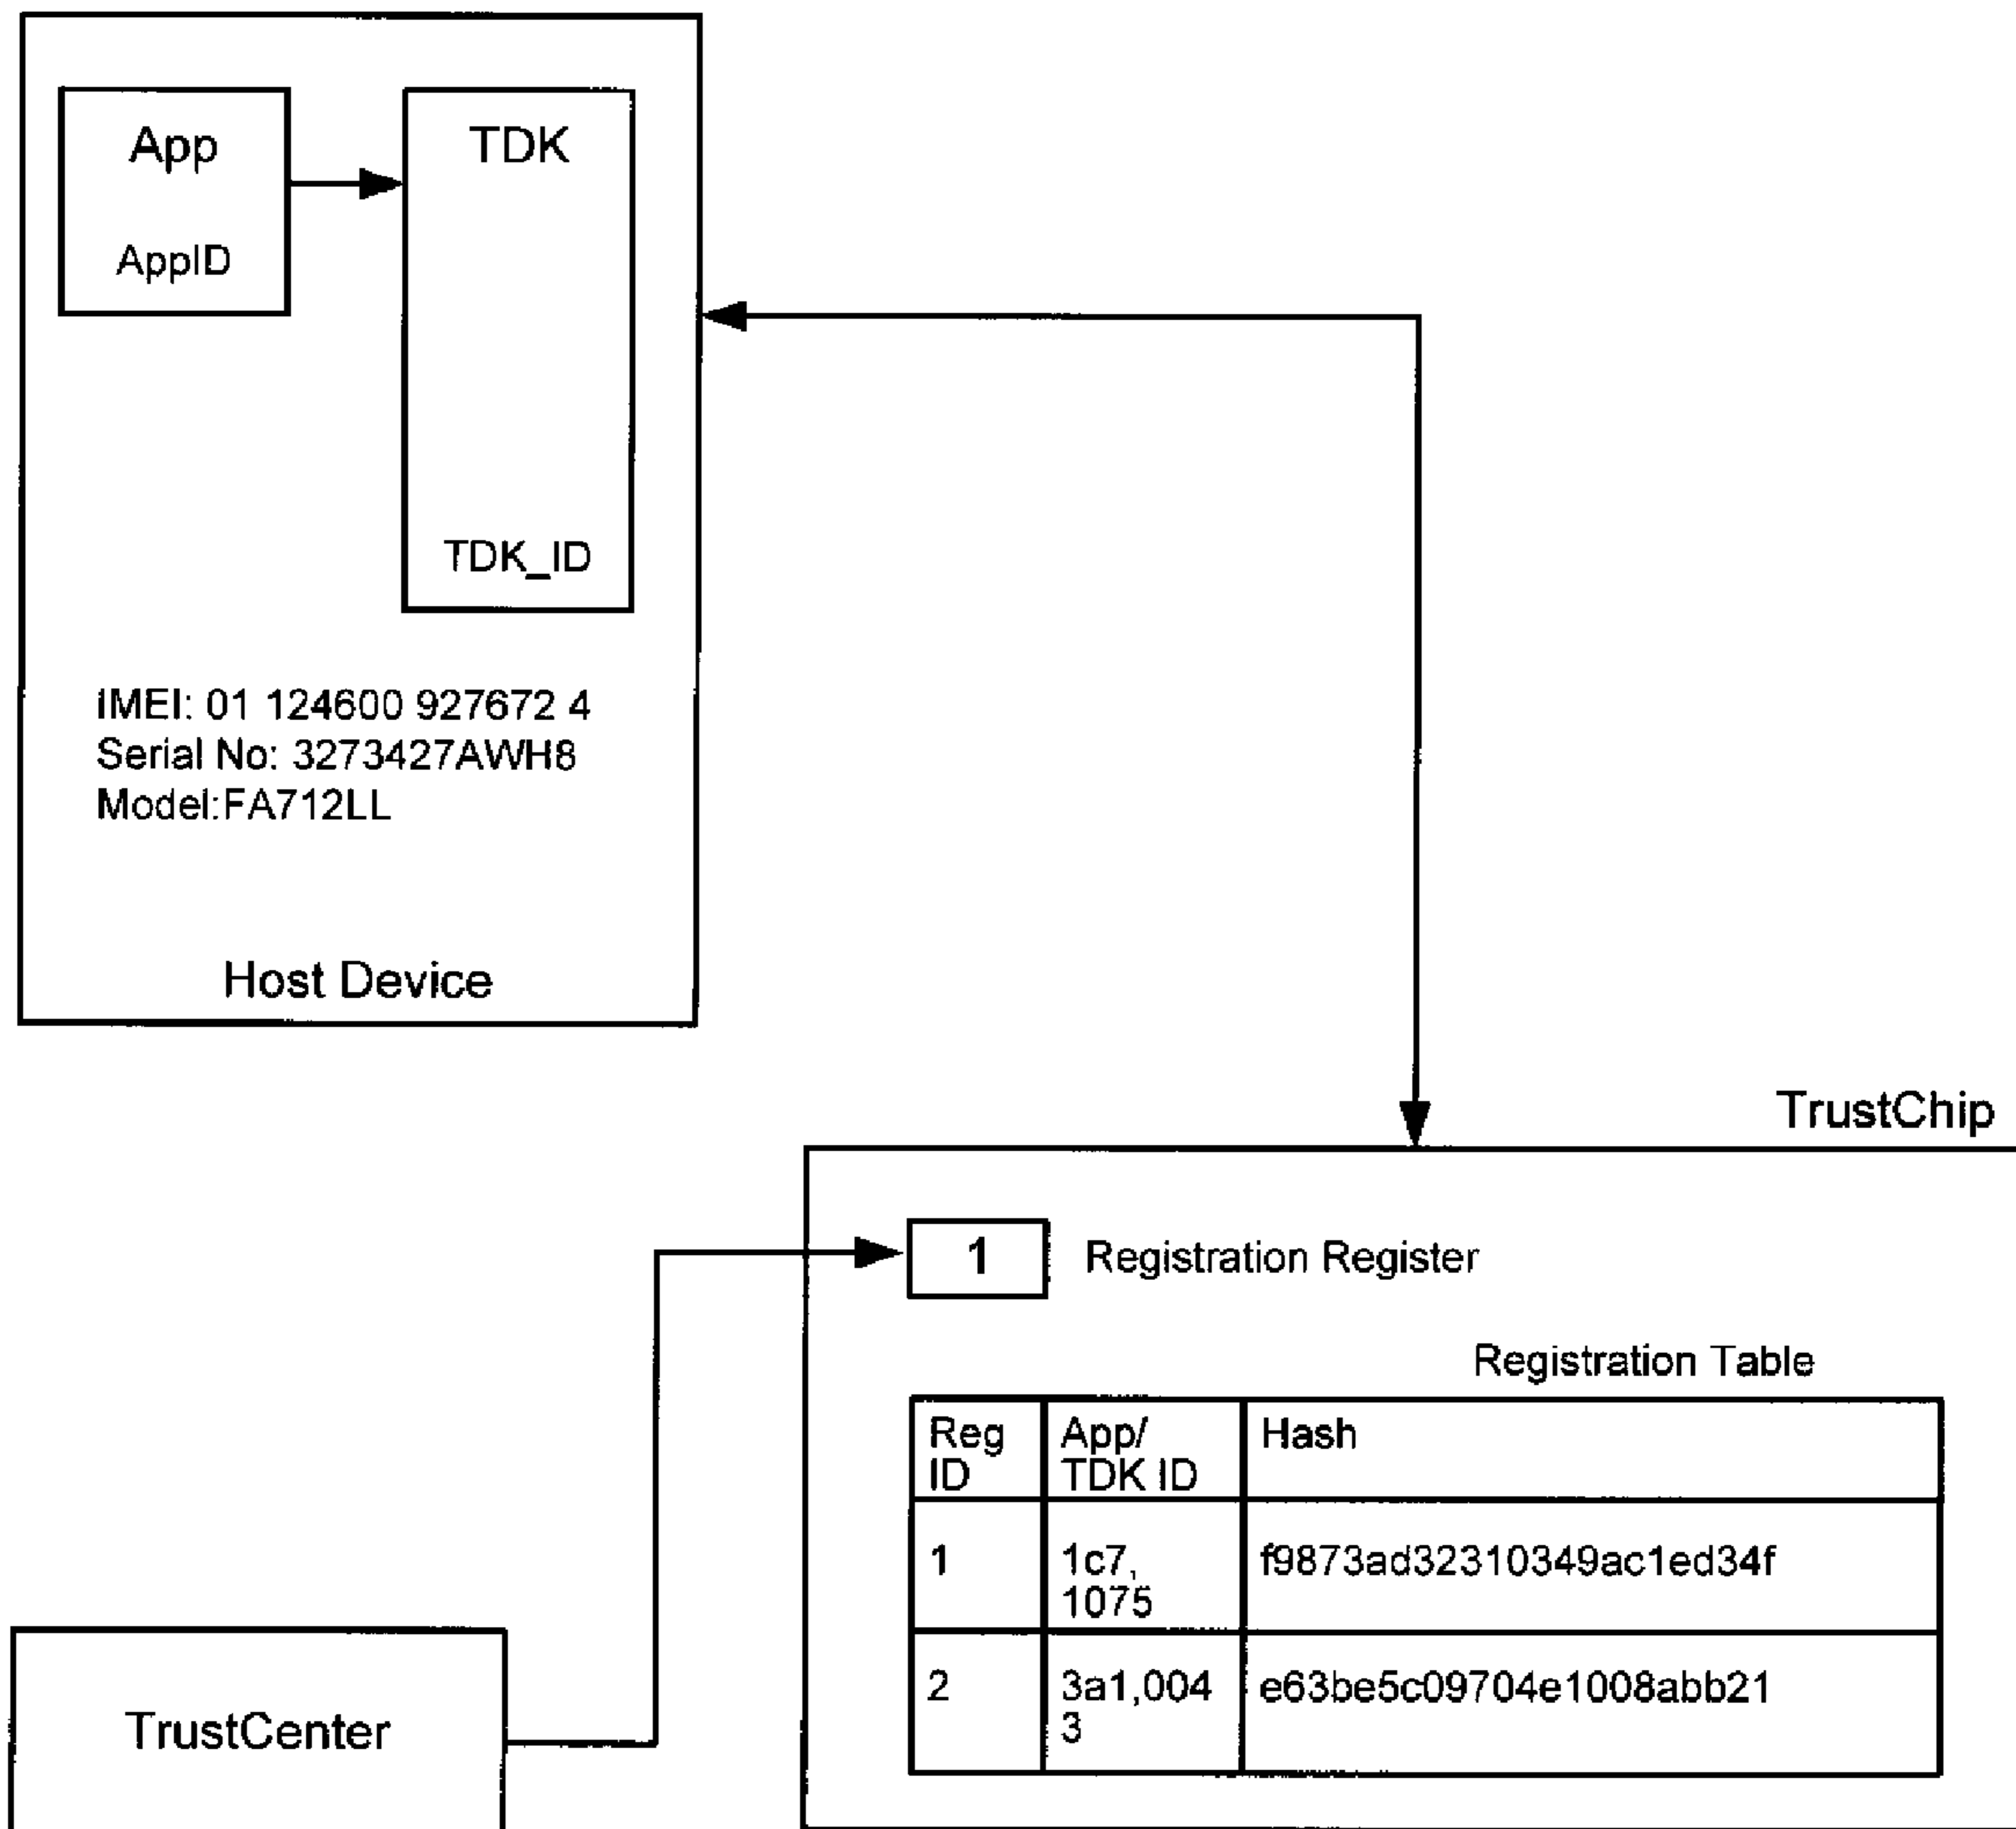 App
AppID
TDK
TDK_ID
IMEI: 01 124600 927672 4
Serial No: 3273427AWH8
Model:FA712LL
Host Device
TrustChip
1
Registration Register
Registration Table
Reg
ID
App/
TDK ID
Hash
1
1c7,
1075
f9873ad32310349ac1ed34f
2
3a1,004
3
e63be5c09704e1008abb21
TrustCenter